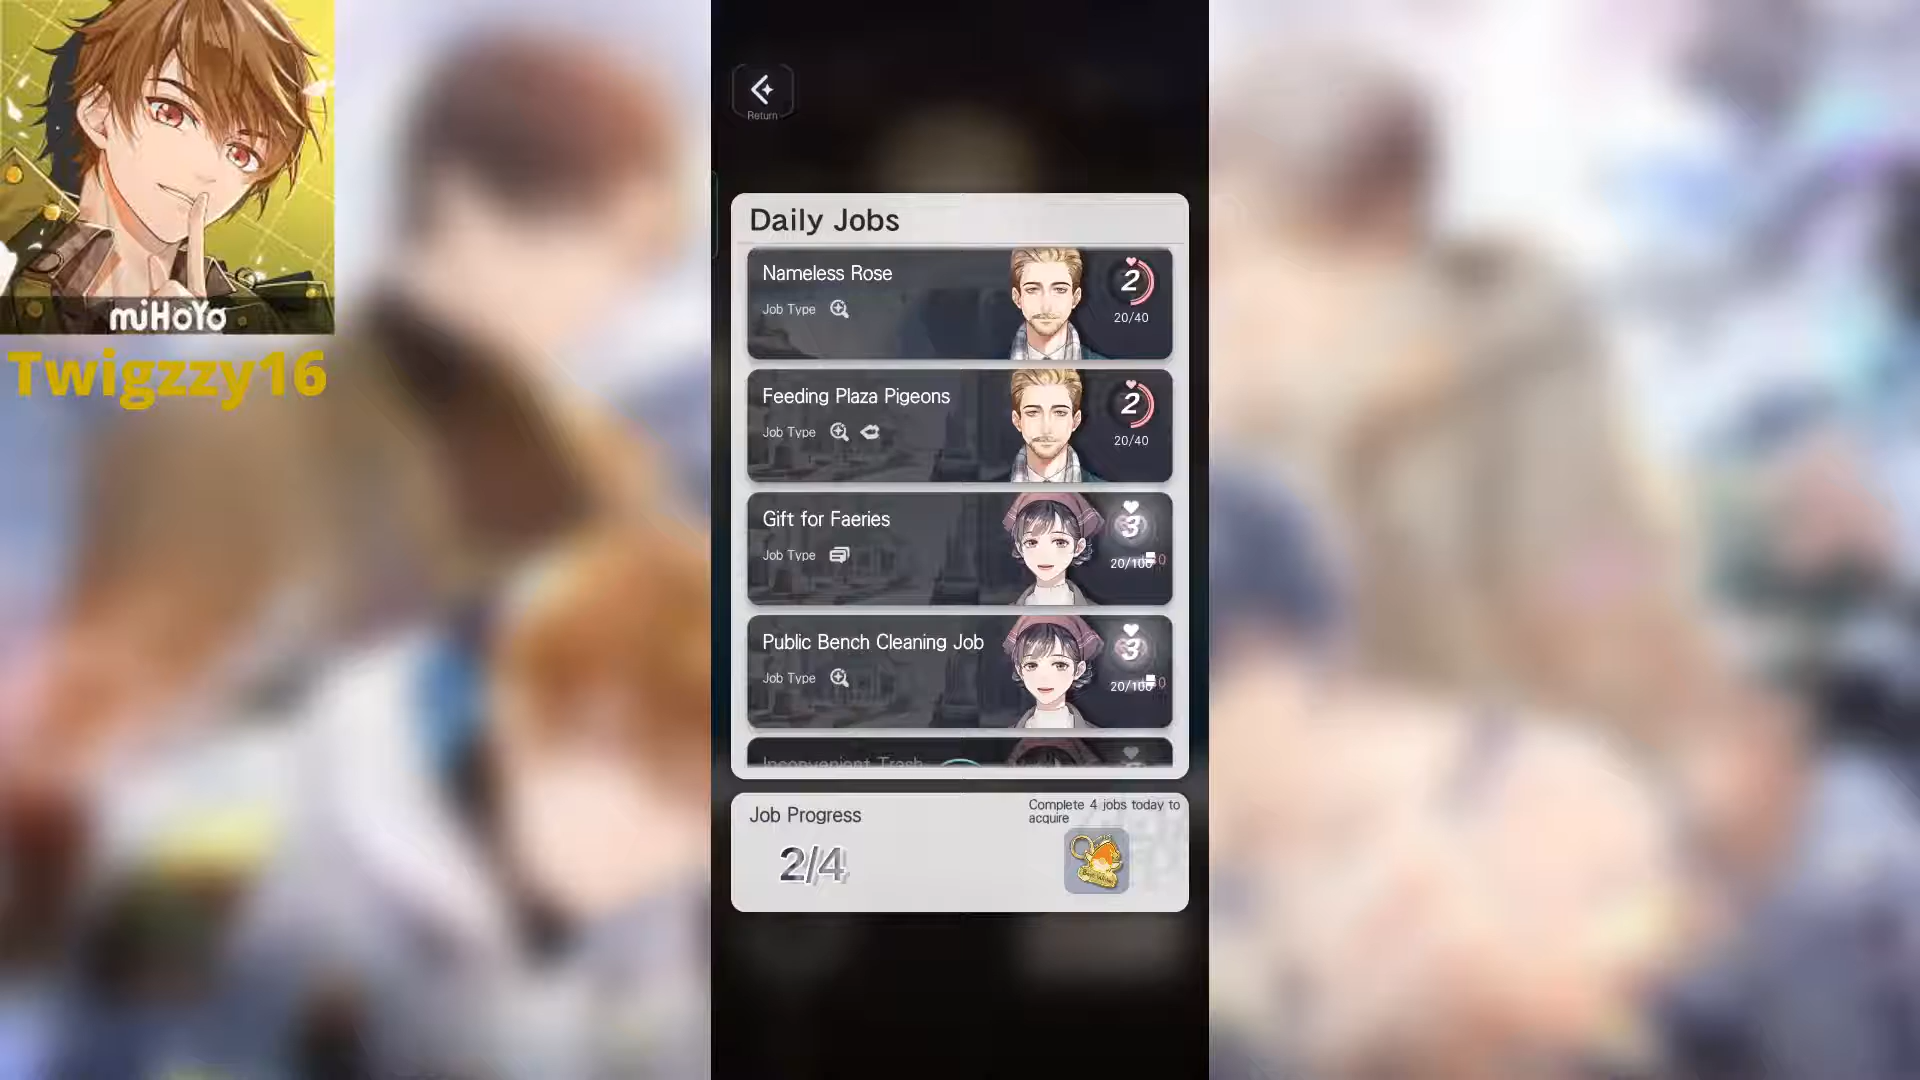 miHoYo
Twigzzy16
Return
Daily Jobs
Nameless Rose
Job Type
2
20/40
Feeding Plaza Pigeons
Job Type
2
20/40
Gift for Faeries
Job Type
3
20/100
Public Bench Cleaning Job
Job Type
3
20/100
Inconvenient Trash
Job Progress
2/4
Complete 4 jobs today to
acquire